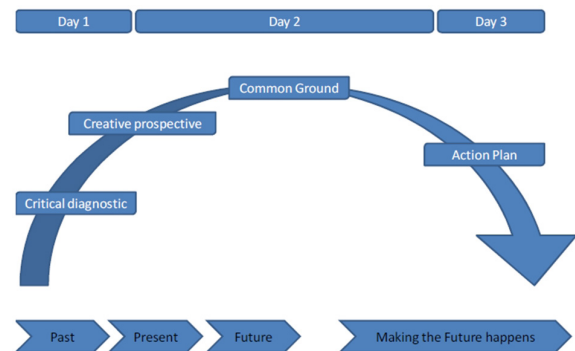 Day 1
Day 2
Day 3
Common Ground
Creative prospective
Action Plan
Critical diagnostic
Past
Present
Future
Making the Future happens